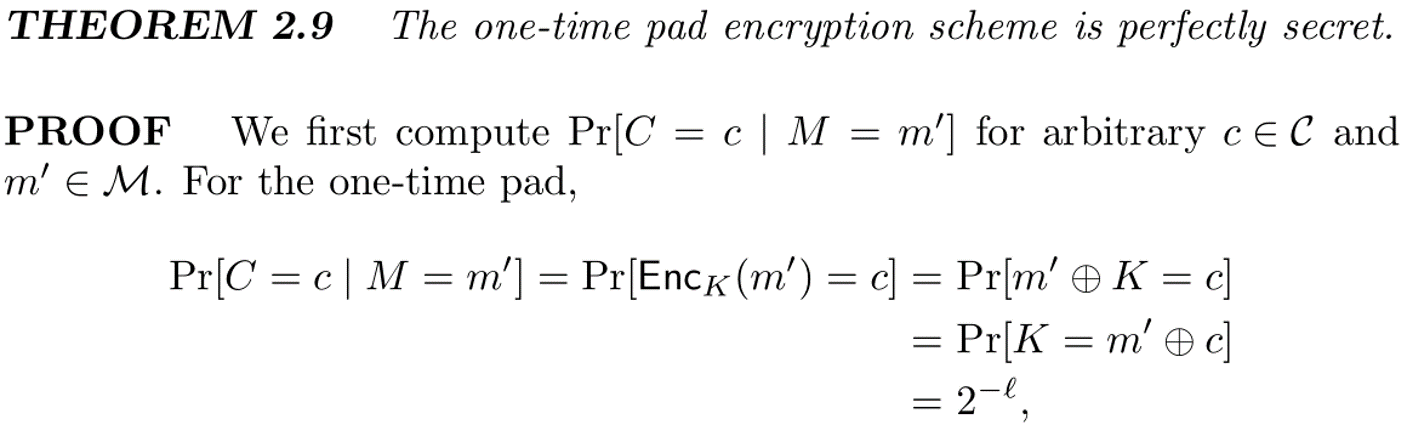 THEOREM 2.9 The one-time pad encryption scheme is perfectly secret.
PROOF We first compute Pr[C = c | M = m′] for arbitrary c ∈ 𝒞 and
m′ ∈ ℳ. For the one-time pad,
Pr[C = c | M = m′] = Pr[Enc_K(m′) = c] = Pr[m′ ⊕ K = c]
= Pr[K = m′ ⊕ c]
= 2^{−ℓ},